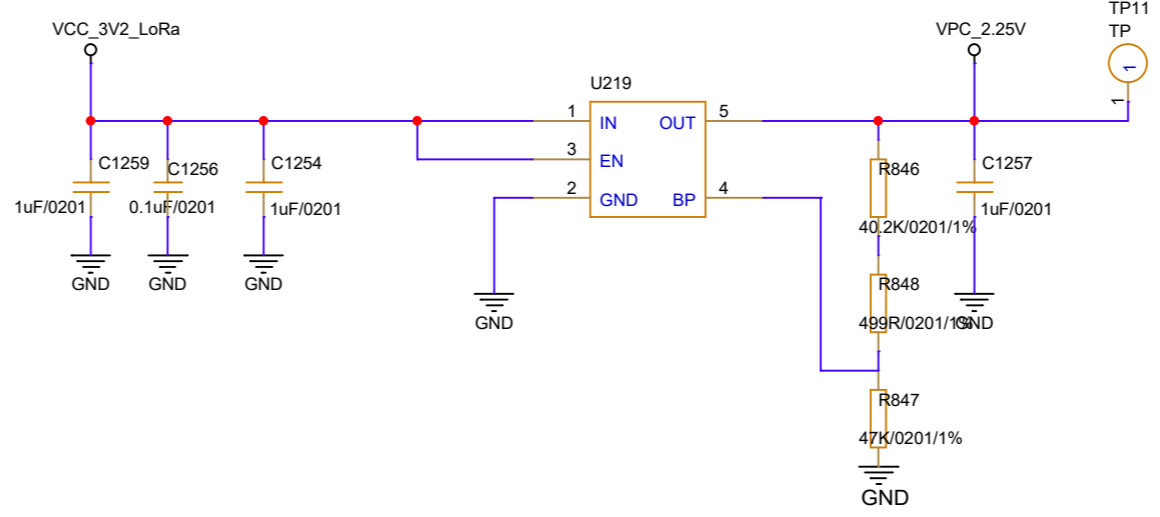 TP11
TP
1
1
VCC_3V2_LoRa
VPC_2.25V
U219
1
IN
OUT
5
3
EN
2
GND
BP
4
C1259
1uF/0201
C1256
0.1uF/0201
C1254
1uF/0201
R846
40.2K/0201/1%
C1257
1uF/0201
GND
GND
GND
GND
R848
499R/0201/1%
GND
R847
47K/0201/1%
GND